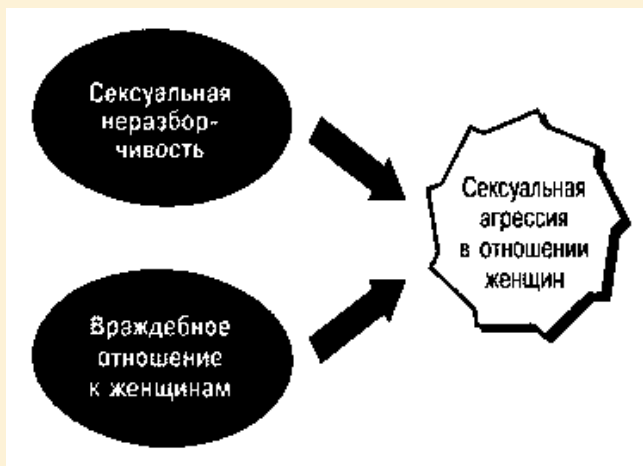 Сексуальная
неразбор-
чивость
Сексуальная
агрессия
в отношении
женщин
Враждебное
отношение
к женщинам